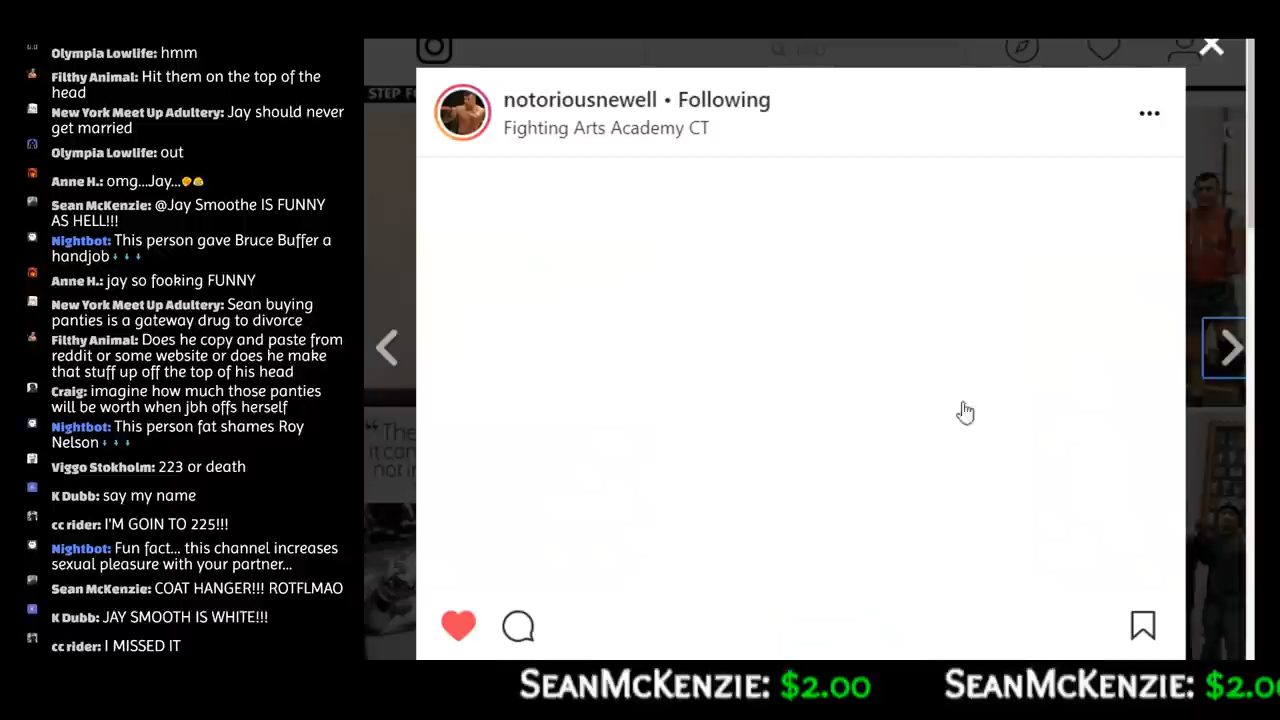 Olympia Lowlife: hmm
Filthy Animal: Hit them on the top of the
head
New York Meet Up Adultery: Jay should never
get married
Olympia Lowlife: out
Anne H.: omg...Jay...
Sean McKenzie: @Jay Smoothe IS FUNNY
AS HELL!!!
Nightbot: This person gave Bruce Buffer a
handjob
Anne H.: jay so fooking FUNNY
New York Meet Up Adultery: Sean buying
panties is a gateway drug to divorce
Filthy Animal: Does he copy and paste from
reddit or some website or does he make
that stuff up off the top of his head
Craig: imagine how much those panties
will be worth when jbh offs herself
Nightbot: This person fat shames Roy
Nelson
Viggo Stokholm: 223 or death
K Dubb: say my name
cc rider: I'M GOIN TO 225!!!
Nightbot: Fun fact... this channel increases
sexual pleasure with your partner...
Sean McKenzie: COAT HANGER!!! ROTFLMAO
K Dubb: JAY SMOOTH IS WHITE!!!
cc rider: I MISSED IT
STEP
notoriousnewell • Following
Fighting Arts Academy CT
SEANMCKENZIE: $2.00
SEANMCKENZIE: $2.0